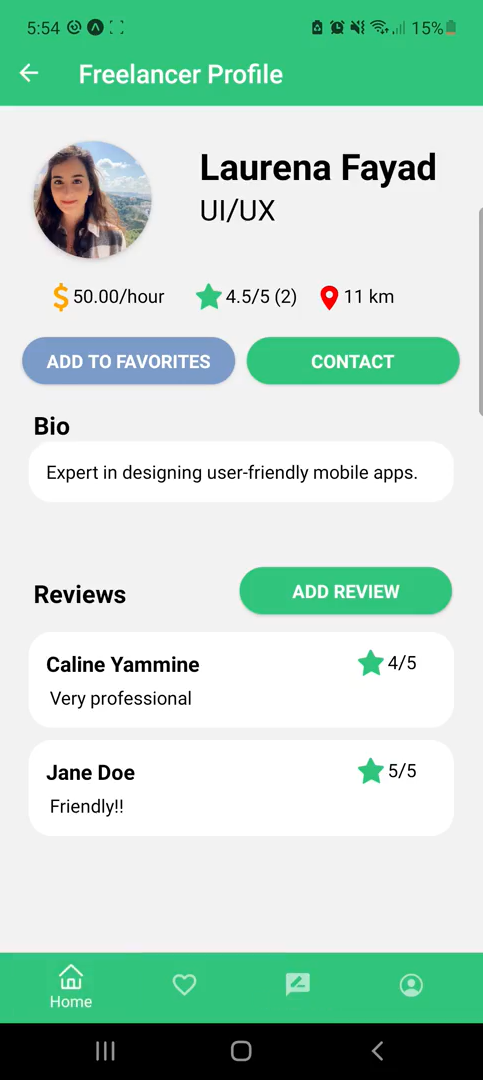 5:54 15%
Freelancer Profile
Laurena Fayad
UI/UX
$ 50.00/hour 4.5/5 (2) 11 km
ADD TO FAVORITES CONTACT
Bio
Expert in designing user-friendly mobile apps.
Reviews ADD REVIEW
Caline Yammine 4/5
Very professional
Jane Doe 5/5
Friendly!!
Home